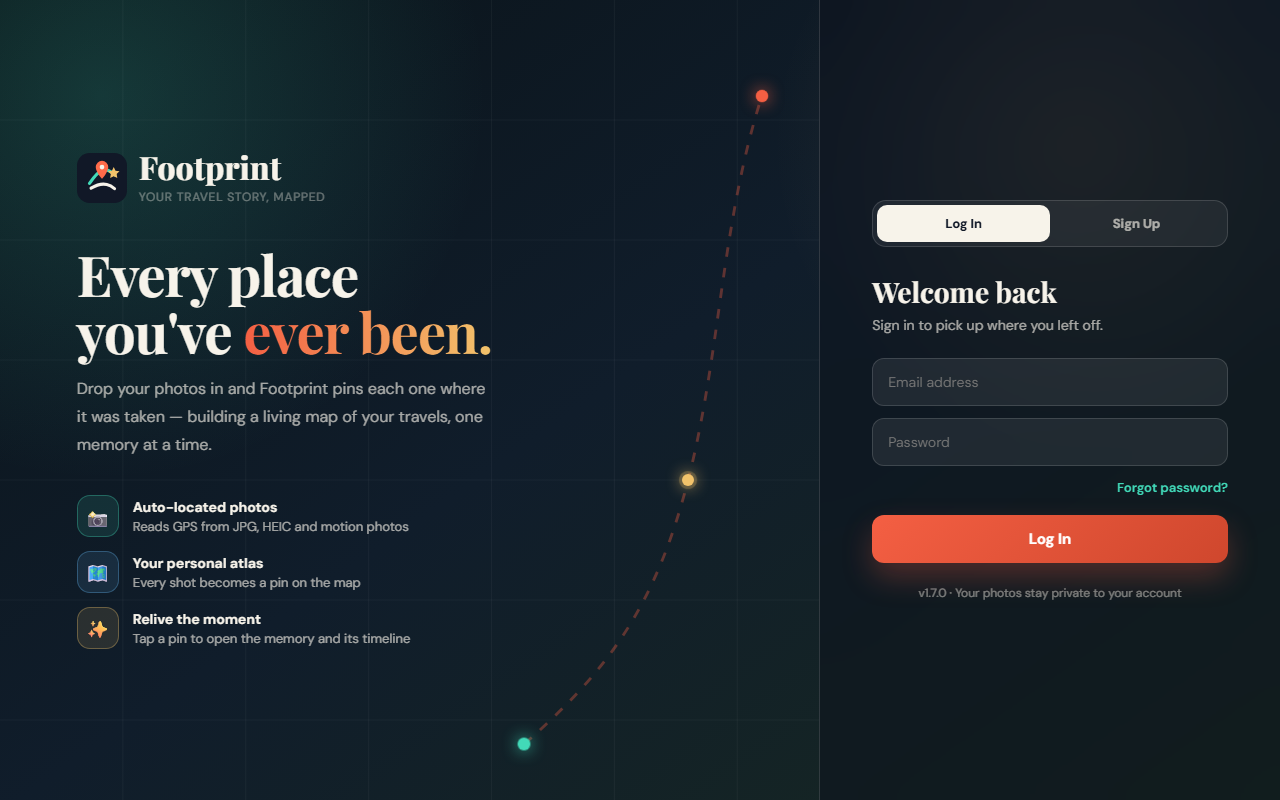 Footprint
YOUR TRAVEL STORY, MAPPED
Every place
you've ever been.
Drop your photos in and Footprint pins each one where
it was taken — building a living map of your travels, one
memory at a time.
Auto-located photos
Reads GPS from JPG, HEIC and motion photos
Your personal atlas
Every shot becomes a pin on the map
Relive the moment
Tap a pin to open the memory and its timeline
Log In
Sign Up
Welcome back
Sign in to pick up where you left off.
Email address
Password
Forgot password?
Log In
v1.7.0 · Your photos stay private to your account